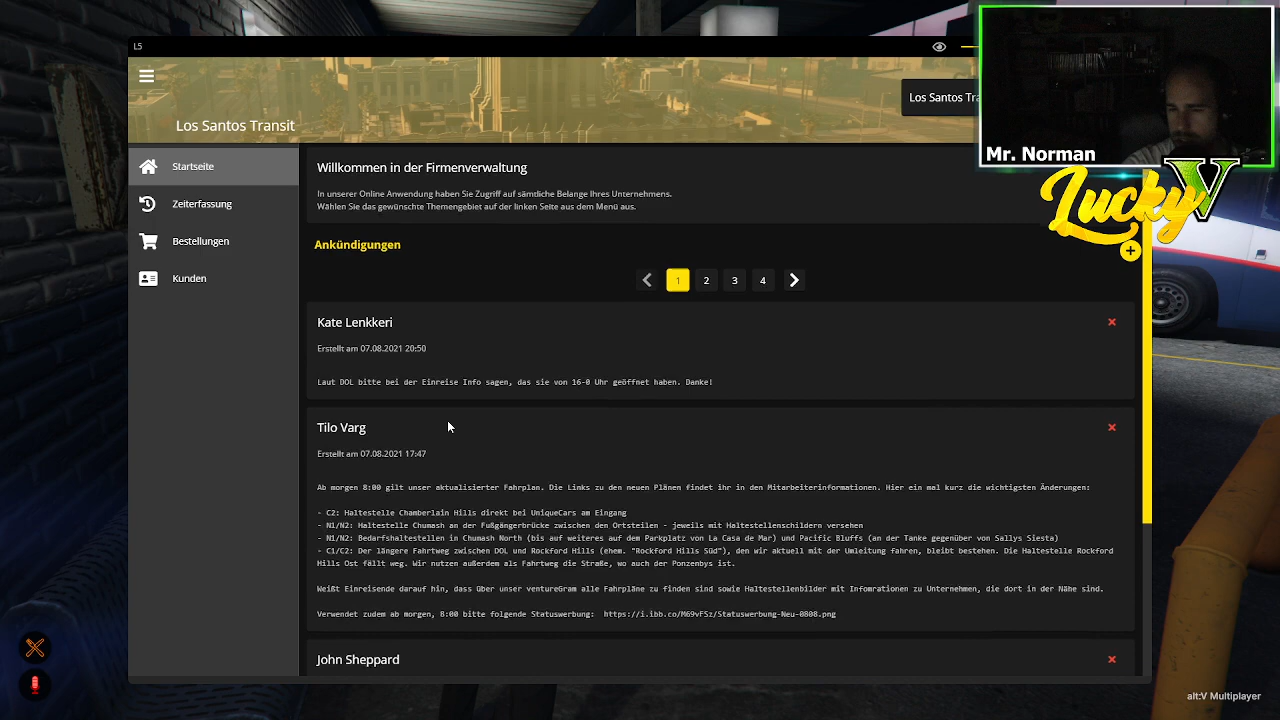 L5
Los Santos Transit
Los Santos Tra
Mr. Norman
LuckyV
Startseite
Zeiterfassung
Bestellungen
Kunden
Willkommen in der Firmenverwaltung
In unserer Online Anwendung haben Sie Zugriff auf sämtliche Belange Ihres Unternehmens.
Wählen Sie das gewünschte Themengebiet auf der linken Seite aus dem Menü aus.
Ankündigungen
1 2 3 4
Kate Lenkkeri
Erstellt am 07.08.2021 20:50
Laut DOL bitte bei der Einreise Info sagen, das sie von 16-0 Uhr geöffnet haben. Danke!
Tilo Varg
Erstellt am 07.08.2021 17:47
Ab morgen 8:00 gilt unser aktualisierter Fahrplan. Die Links zu den neuen Plänen findet ihr in den Mitarbeiterinformationen. Hier ein mal kurz die wichtigsten Änderungen:
- C2: Haltestelle Chamberlain Hills direkt bei UniqueCars am Eingang
- N1/N2: Haltestelle Chumash an der Fußgängerbrücke zwischen den Ortsteilen - jeweils mit Haltestellenschildern versehen
- N1/N2: Bedarfshaltestellen in Chumash North (bis auf weiteres auf dem Parkplatz von La Casa de Mar) und Pacific Bluffs (an der Tanke gegenüber von Sallys Siesta)
- C1/C2: Der längere Fahrtweg zwischen DOL und Rockford Hills (ehem. "Rockford Hills Süd"), den wir aktuell mit der Umleitung fahren, bleibt bestehen. Die Haltestelle Rockford
Hills Ost fällt weg. Wir nutzen außerdem als Fahrtweg die Straße, wo auch der Ponzenbys ist.
Weißt Einreisende darauf hin, dass über unser ventureGram alle Fahrpläne zu finden sind sowie Haltestellenbilder mit Infomrationen zu Unternehmen, die dort in der Nähe sind.
Verwendet zudem ab morgen, 8:00 bitte folgende Statuswerbung: https://i.ibb.co/M69vFSz/Statuswerbung-Neu-0808.png
John Sheppard
alt:V Multiplayer